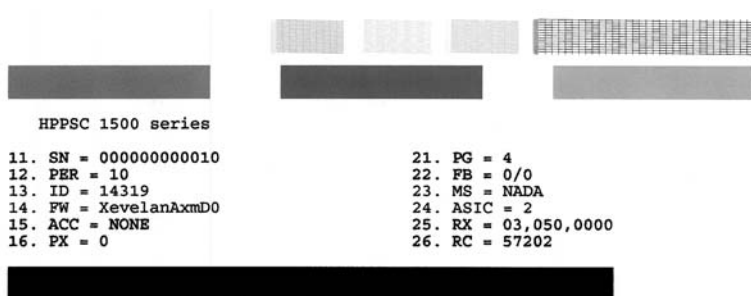 HPPSC 1500 series
11. SN = 000000000010
12. PER = 10
13. ID = 14319
14. FW = XevelanAxmD0
15. ACC = NONE
16. PX = 0
21. PG = 4
22. FB = 0/0
23. MS = NADA
24. ASIC = 2
25. RX = 03,050,0000
26. RC = 57202